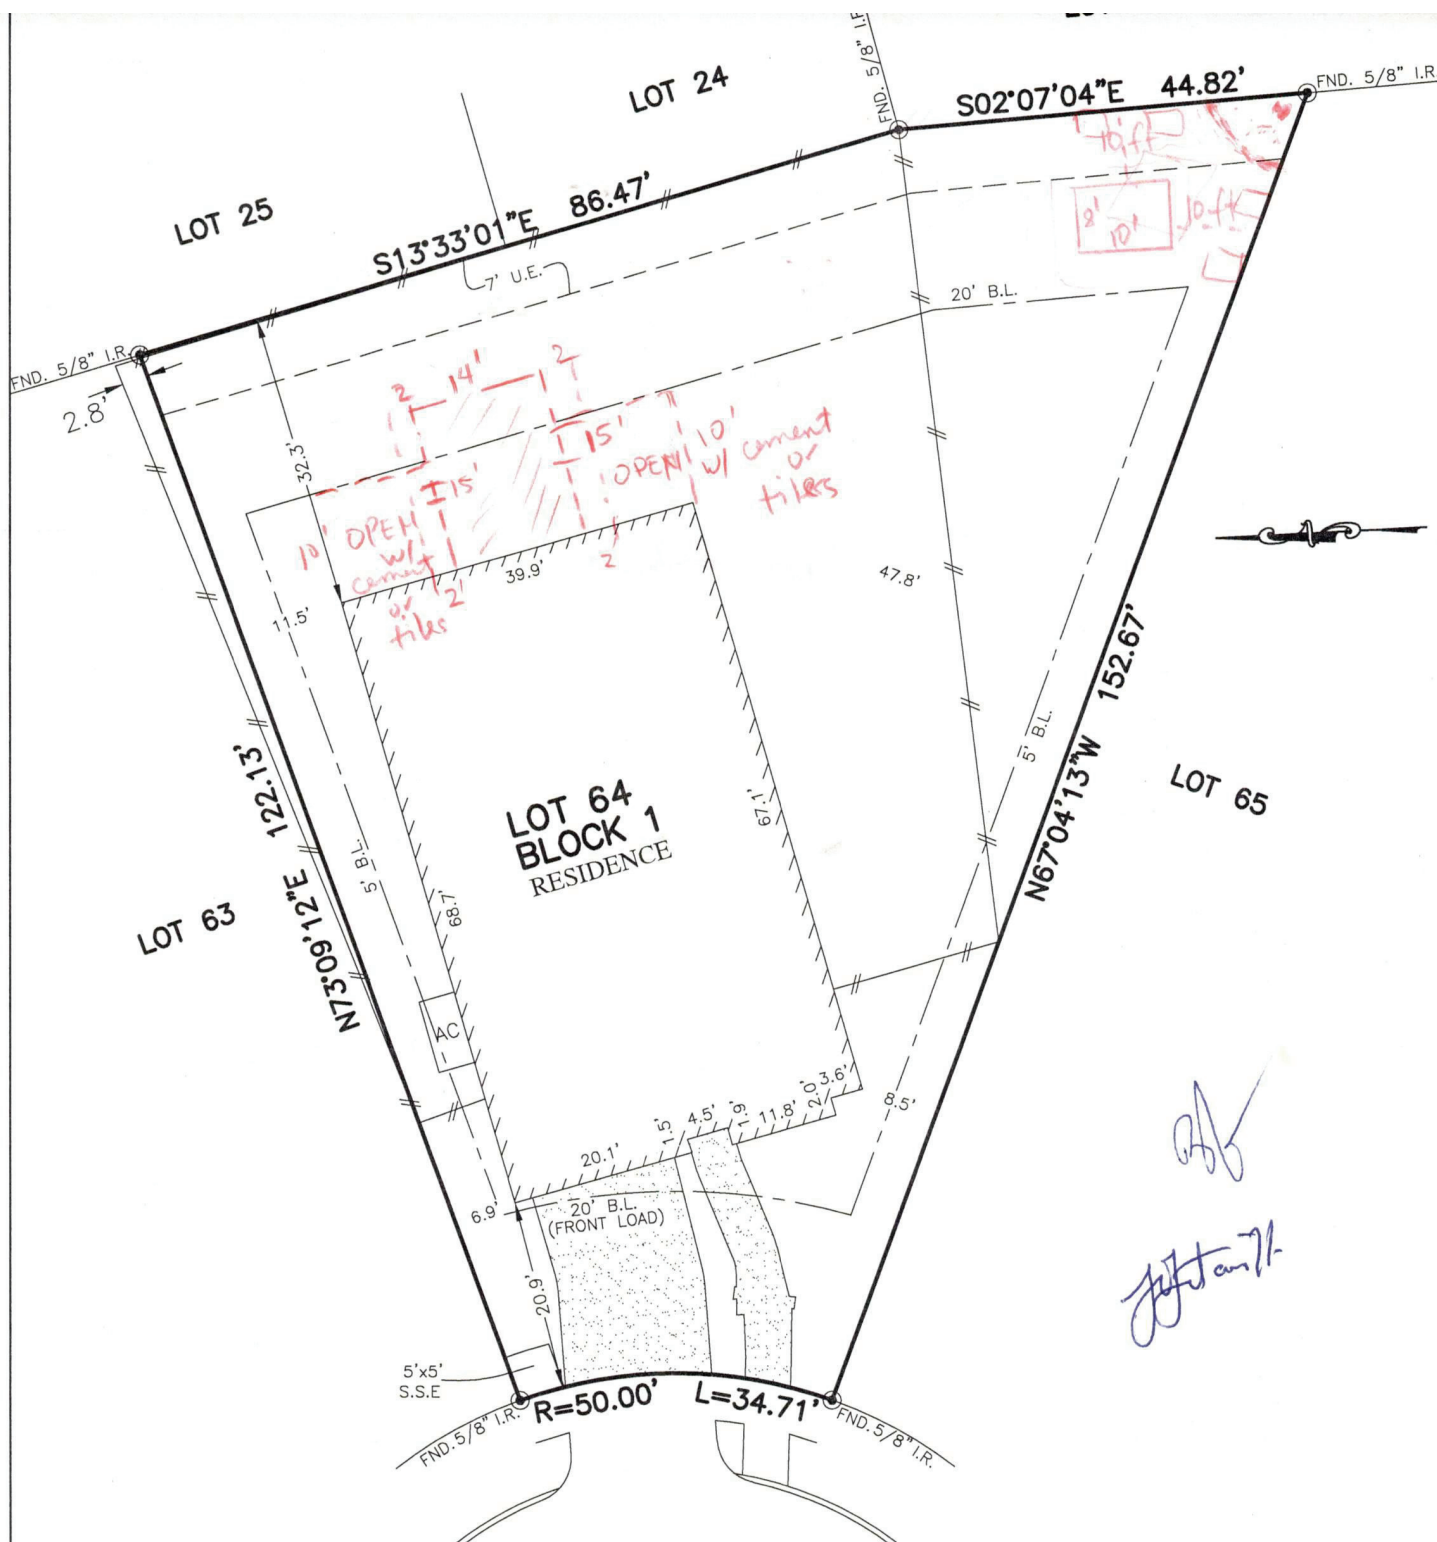 LOT 24
FND. 5/8" I.F
S02°07'04"E 44.82'
FND. 5/8" I.R.
LOT 25
S13°33'01"E 86.47'
7' U.E.
10 ft
8'
10'
10 ft
20' B.L.
FND. 5/8" I.R.
2.8'
32.3'
2
14'
2
15'
15'
OPEN
10'
w/ cement
or
tiles
10'
OPEN
w/
cement
or
tiles
2'
2
39.9'
11.5'
47.8'
N67°04'13"W 152.67'
5' B.L.
LOT 65
N73°09'12"E 122.13'
5' B.L.
LOT 63
LOT 64
BLOCK 1
RESIDENCE
67.1'
68.7'
AC
8.5'
20.1'
1.5'
4.5'
1.9'
11.8'
2.0'
3.6'
6.9'
20' B.L.
(FRONT LOAD)
20.9'
5'x5'
S.S.E
R=50.00' L=34.71'
FND. 5/8" I.R.
FND. 5/8" I.R.